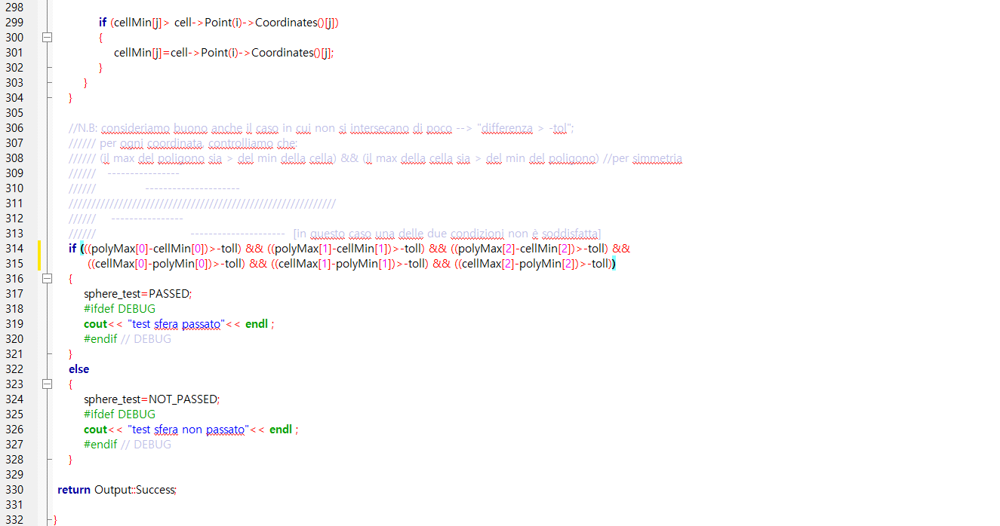 298
299 if (cellMin[j]> cell->Point(i)->Coordinates()[j])
300 {
301 cellMin[j]=cell->Point(i)->Coordinates()[j];
302 }
303 }
304 }
305
306 //N.B: consideriamo buono anche il caso in cui non si intersecano di poco --> "differenza > -tol";
307 ////// per ogni coordinata, controlliamo che:
308 ////// (il max del poligono sia > del min della cella) && (il max della cella sia > del min del poligono) //per simmetria
309 ////// ----------------
310 ////// ---------------------
311 ///////////////////////////////////////////////////////////
312 ////// ----------------
313 ////// --------------------- [in questo caso una delle due condizioni non è soddisfatta]
314 if (((polyMax[0]-cellMin[0])>-toll) && ((polyMax[1]-cellMin[1])>-toll) && ((polyMax[2]-cellMin[2])>-toll) &&
315 ((cellMax[0]-polyMin[0])>-toll) && ((cellMax[1]-polyMin[1])>-toll) && ((cellMax[2]-polyMin[2])>-toll))
316 {
317 sphere_test=PASSED;
318 #ifdef DEBUG
319 cout<< "test sfera passato"<< endl ;
320 #endif // DEBUG
321 }
322 else
323 {
324 sphere_test=NOT_PASSED;
325 #ifdef DEBUG
326 cout<< "test sfera non passato"<< endl ;
327 #endif // DEBUG
328 }
329
330 return Output::Success;
331
332 }